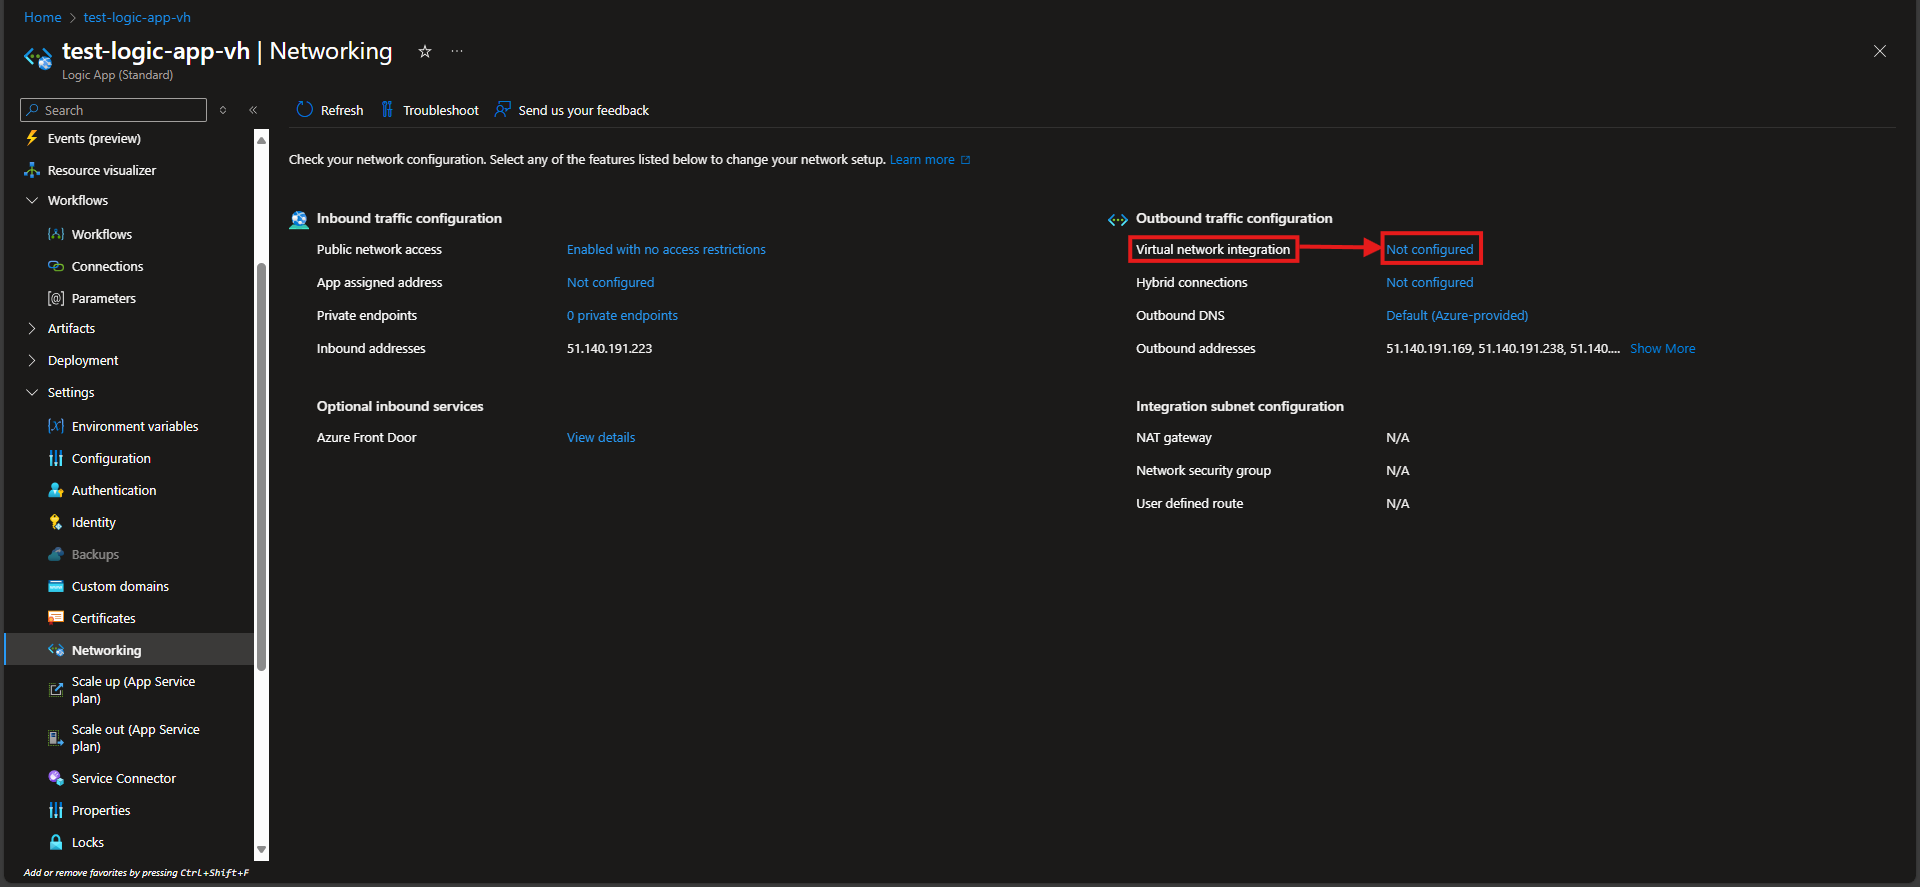 Home > test-logic-app-vh
test-logic-app-vh | Networking
Logic App (Standard)
Search
Events (preview)
Resource visualizer
Workflows
Workflows
Connections
Parameters
Artifacts
Deployment
Settings
Environment variables
Configuration
Authentication
Identity
Backups
Custom domains
Certificates
Networking
Scale up (App Service
plan)
Scale out (App Service
plan)
Service Connector
Properties
Locks
Add or remove favorites by pressing Ctrl+Shift+F
Refresh Troubleshoot Send us your feedback
Check your network configuration. Select any of the features listed below to change your network setup. Learn more
Inbound traffic configuration
Public network access Enabled with no access restrictions
App assigned address Not configured
Private endpoints 0 private endpoints
Inbound addresses 51.140.191.223
Optional inbound services
Azure Front Door View details
Outbound traffic configuration
Virtual network integration Not configured
Hybrid connections Not configured
Outbound DNS Default (Azure-provided)
Outbound addresses 51.140.191.169, 51.140.191.238, 51.140.... Show More
Integration subnet configuration
NAT gateway N/A
Network security group N/A
User defined route N/A